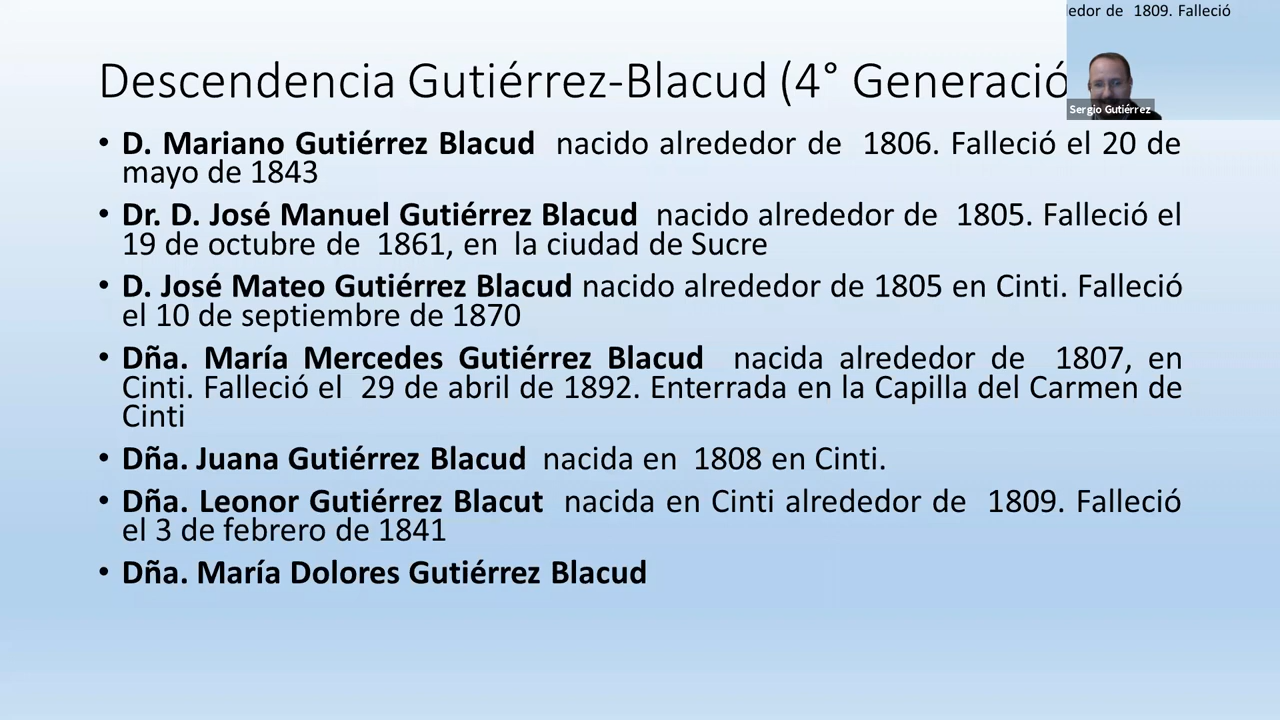 edor de 1809. Falleció
Descendencia Gutiérrez-Blacud (4° Generació
Sergio Gutiérrez
• D. Mariano Gutiérrez Blacud nacido alrededor de 1806. Falleció el 20 de
mayo de 1843
• Dr. D. José Manuel Gutiérrez Blacud nacido alrededor de 1805. Falleció el
19 de octubre de 1861, en la ciudad de Sucre
• D. José Mateo Gutiérrez Blacud nacido alrededor de 1805 en Cinti. Falleció
el 10 de septiembre de 1870
• Dña. María Mercedes Gutiérrez Blacud nacida alrededor de 1807, en
Cinti. Falleció el 29 de abril de 1892. Enterrada en la Capilla del Carmen de
Cinti
• Dña. Juana Gutiérrez Blacud nacida en 1808 en Cinti.
• Dña. Leonor Gutiérrez Blacut nacida en Cinti alrededor de 1809. Falleció
el 3 de febrero de 1841
• Dña. María Dolores Gutiérrez Blacud